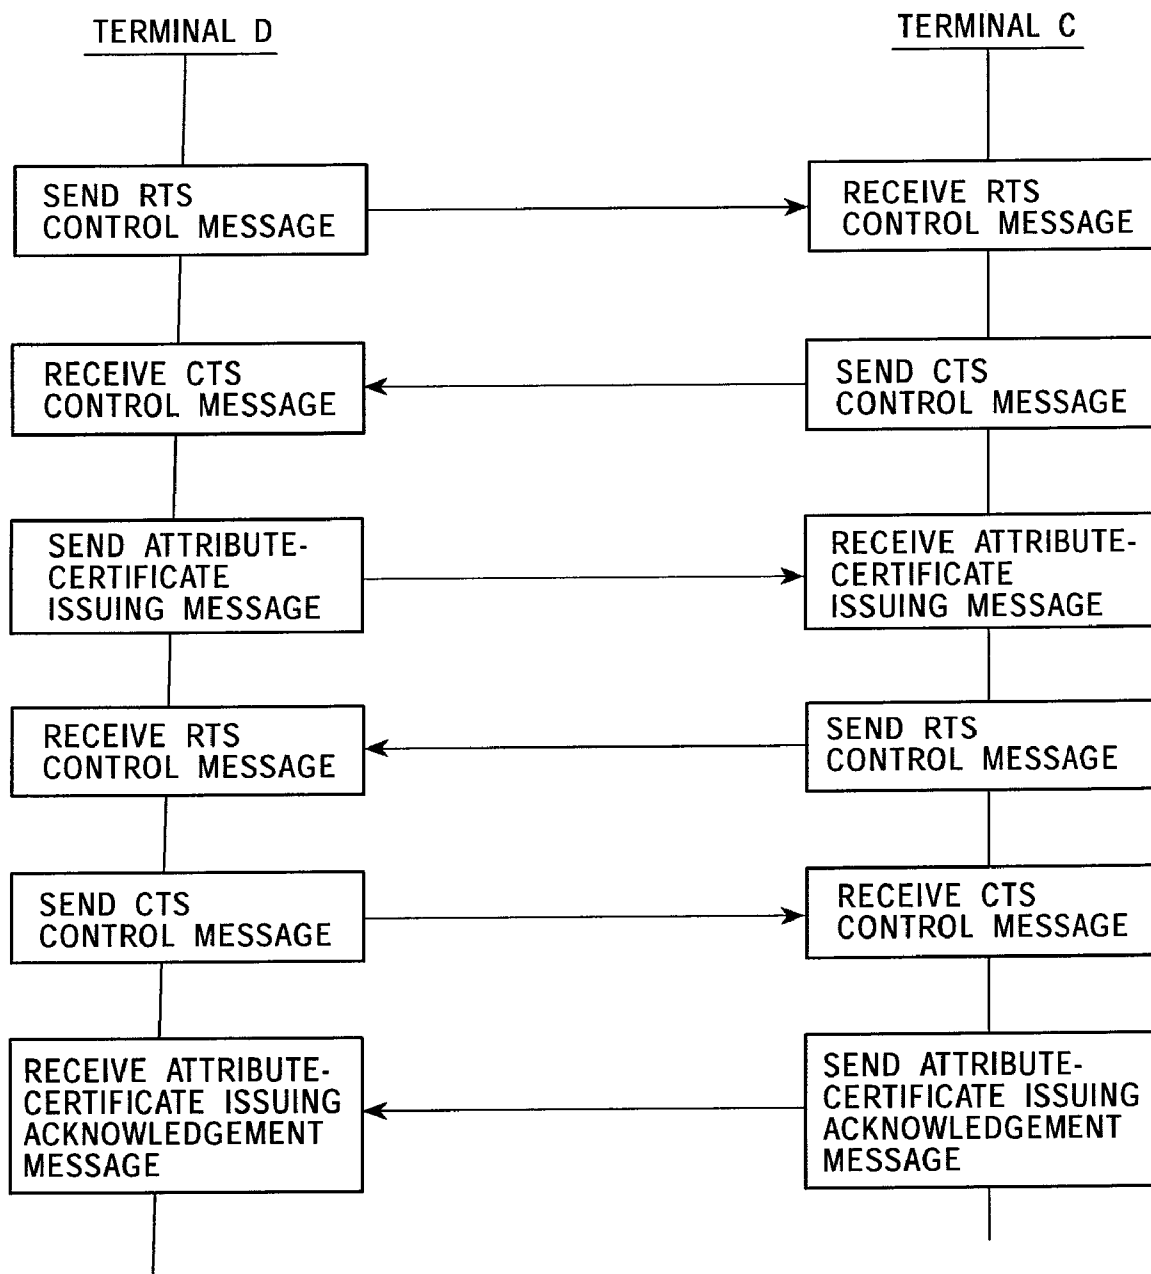 TERMINAL D
TERMINAL C
SEND RTS
CONTROL MESSAGE
RECEIVE RTS
CONTROL MESSAGE
RECEIVE CTS
CONTROL MESSAGE
SEND CTS
CONTROL MESSAGE
SEND ATTRIBUTE-
CERTIFICATE
ISSUING MESSAGE
RECEIVE ATTRIBUTE-
CERTIFICATE
ISSUING MESSAGE
RECEIVE RTS
CONTROL MESSAGE
SEND RTS
CONTROL MESSAGE
SEND CTS
CONTROL MESSAGE
RECEIVE CTS
CONTROL MESSAGE
RECEIVE ATTRIBUTE-
CERTIFICATE ISSUING
ACKNOWLEDGEMENT
MESSAGE
SEND ATTRIBUTE-
CERTIFICATE ISSUING
ACKNOWLEDGEMENT
MESSAGE